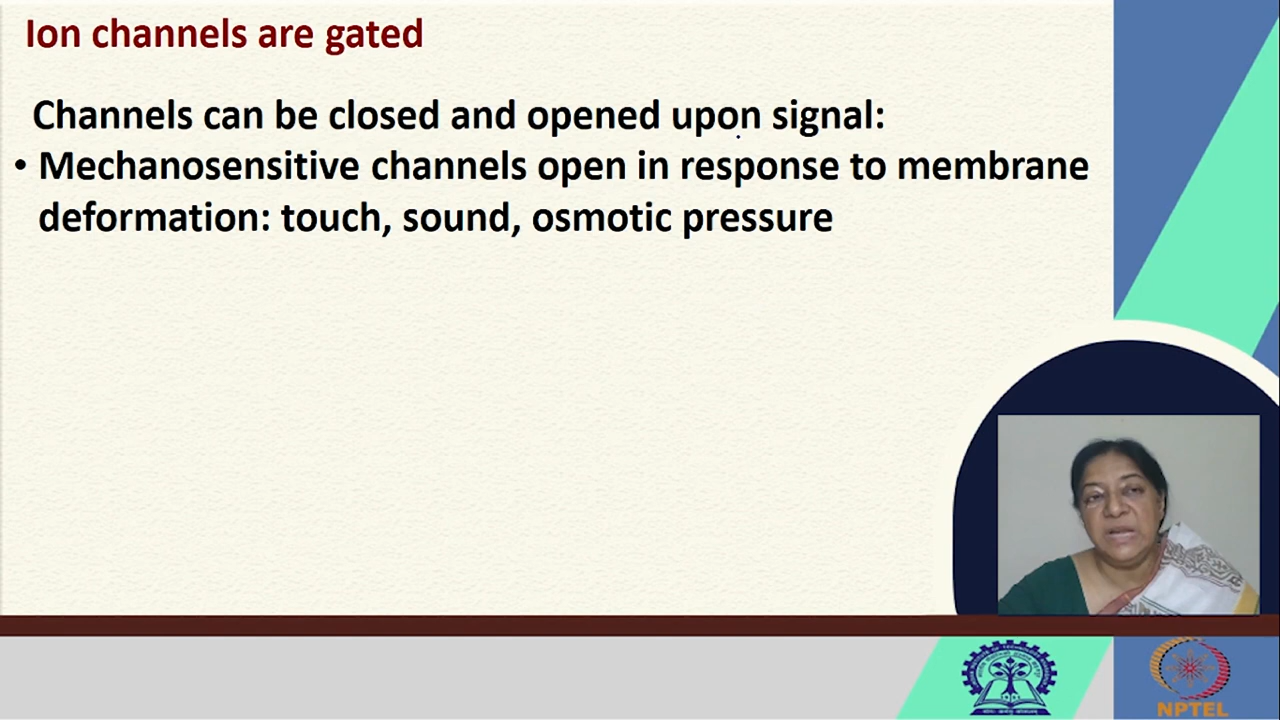 Ion channels are gated
Channels can be closed and opened upon signal:
• Mechanosensitive channels open in response to membrane
deformation: touch, sound, osmotic pressure
NPTEL